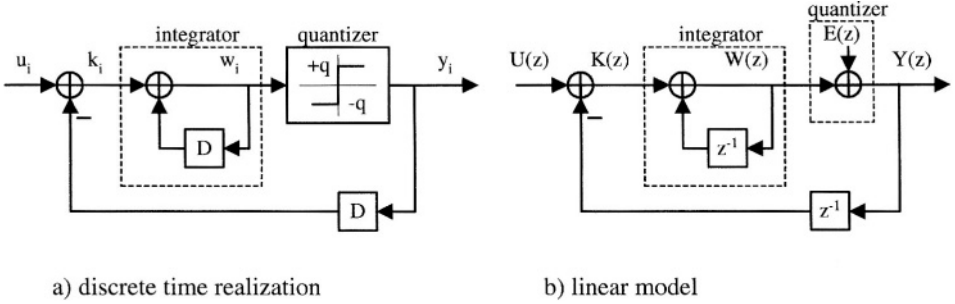 integrator
quantizer
u_i
k_i
w_i
+q
-q
y_i
D
D
a) discrete time realization
quantizer
integrator
E(z)
U(z)
K(z)
W(z)
Y(z)
z⁻¹
z⁻¹
b) linear model